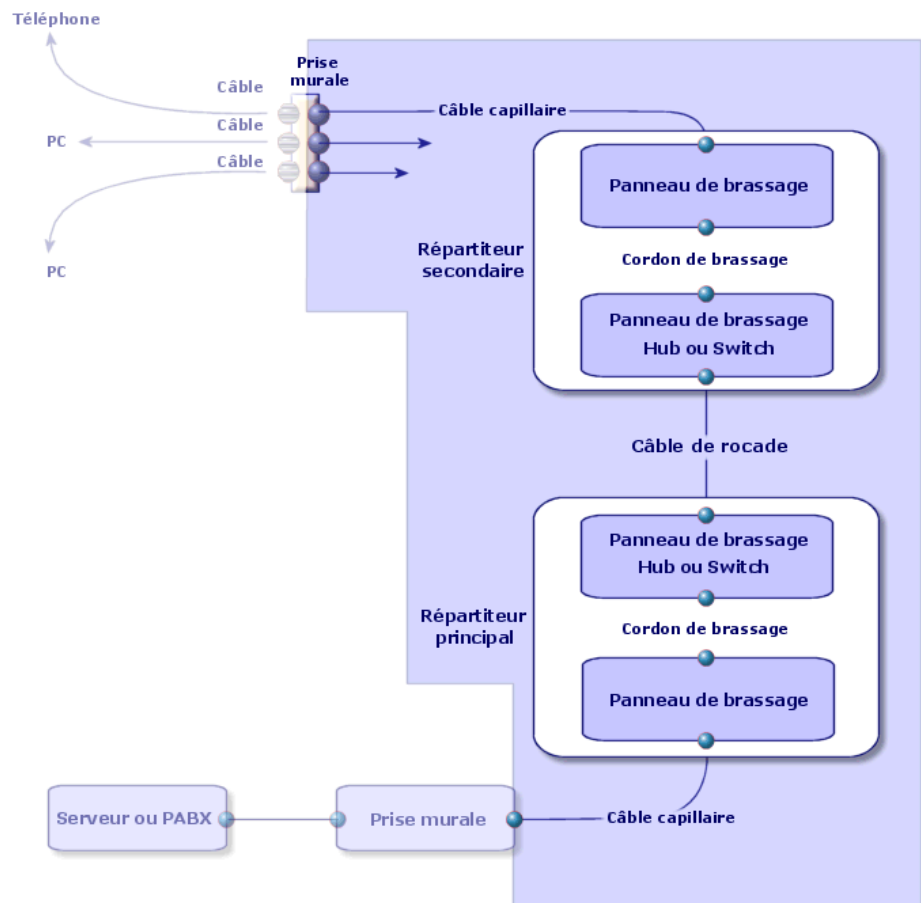 Téléphone
Prise
murale
Câble
Câble capillaire
Câble
PC
Câble
Panneau de brassage
Répartiteur
secondaire
Cordon de brassage
PC
Panneau de brassage
Hub ou Switch
Câble de rocade
Panneau de brassage
Hub ou Switch
Répartiteur
principal
Cordon de brassage
Panneau de brassage
Serveur ou PABX
Prise murale
Câble capillaire